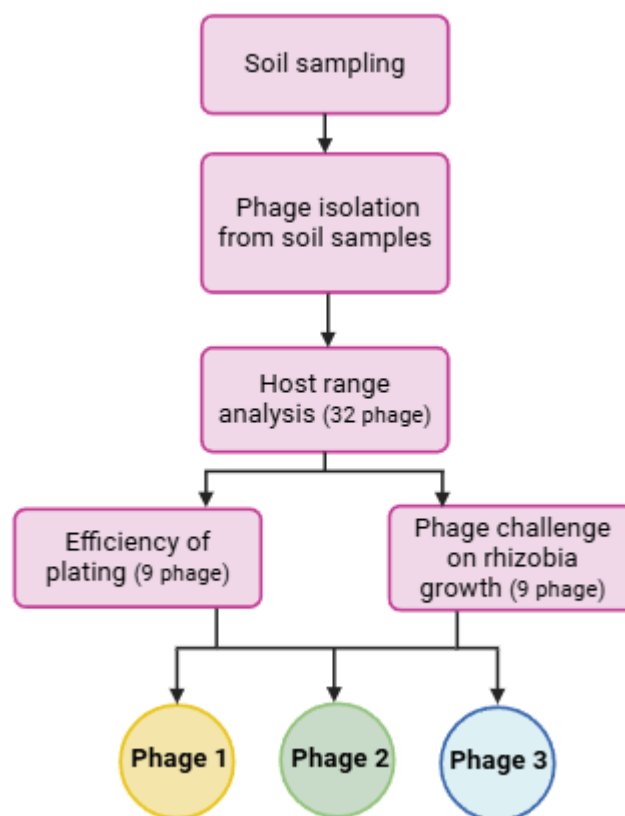 Soil sampling
Phage isolation
from soil samples
Host range
analysis (32 phage)
Efficiency of
plating (9 phage)
Phage challenge
on rhizobia
growth (9 phage)
Phage 1
Phage 2
Phage 3